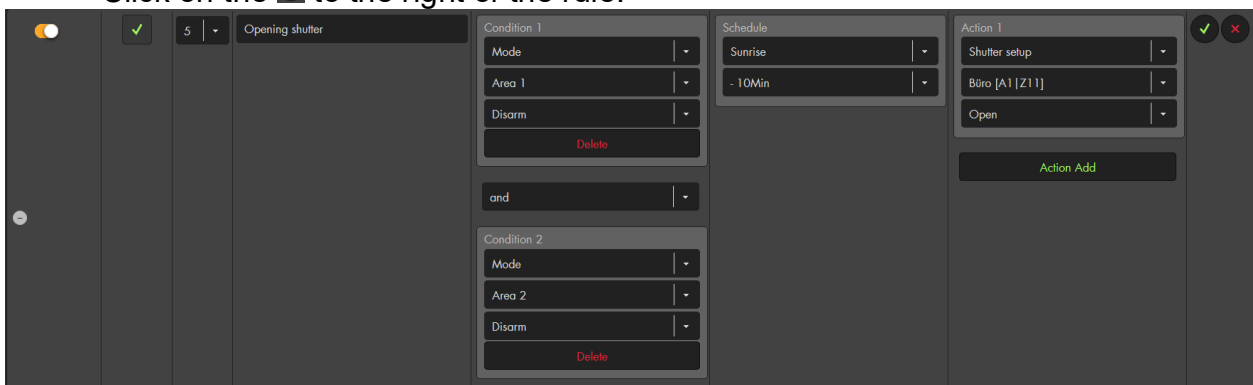 Click on the to the right of the rule.
5
Opening shutter
Condition 1
Mode
Area 1
Disarm
Delete
and
Condition 2
Mode
Area 2
Disarm
Delete
Schedule
Sunrise
- 10Min
Action 1
Shutter setup
Büro [A1|Z11]
Open
Action Add